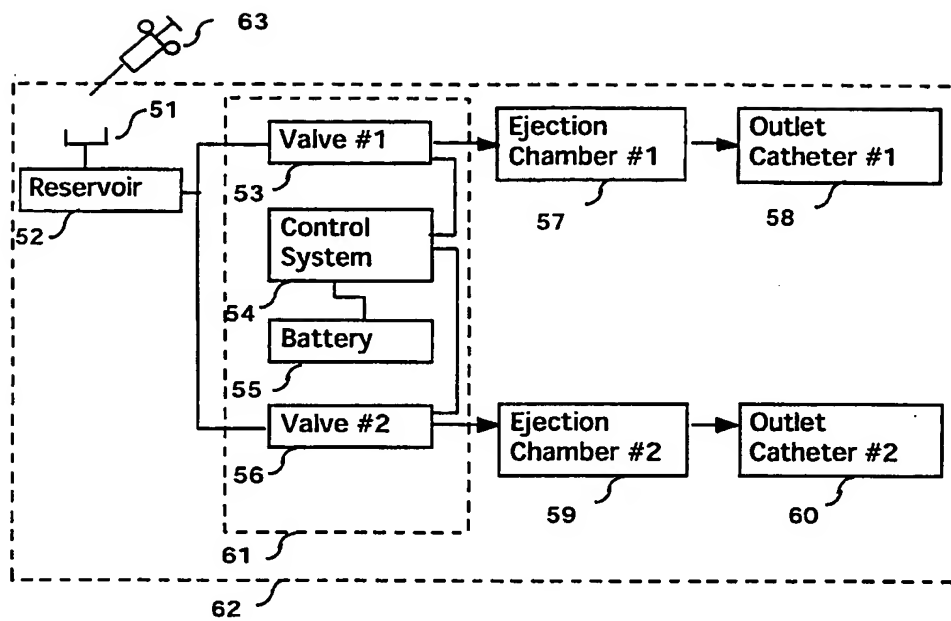 63
51
Reservoir
52
Valve #1
53
Control
System
54
Battery
55
Valve #2
56
Ejection
Chamber #1
57
Outlet
Catheter #1
58
Ejection
Chamber #2
59
Outlet
Catheter #2
60
61
62